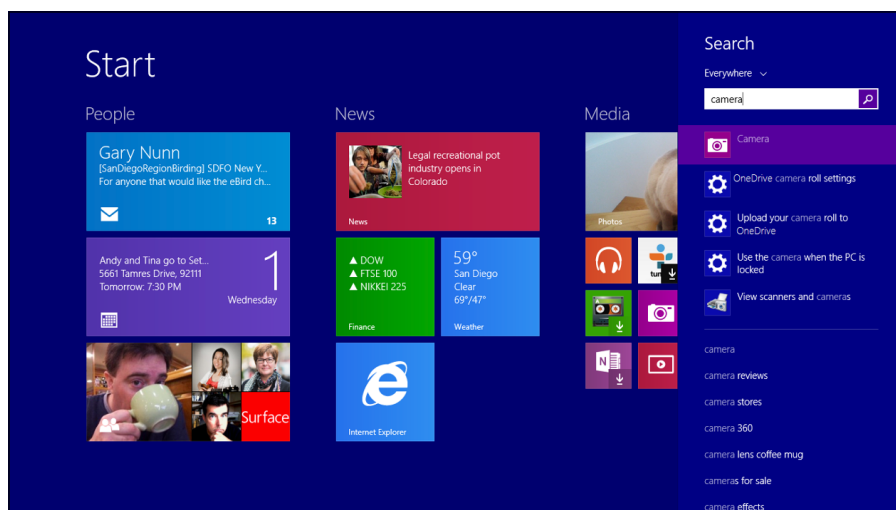 Start
People
Gary Nunn
[SanDiegoRegionBirding] SDFO New Y...
For anyone that would like the eBird ch...
13
Andy and Tina go to Set...
5661 Tamres Drive, 92111
Tomorrow: 7:30 PM
1
Wednesday
Surface
News
Legal recreational pot
industry opens in
Colorado
News
▲ DOW
▲ FTSE 100
▲ NIKKEI 225
Finance
59°
San Diego
Clear
69°/47°
Weather
Internet Explorer
Media
Photos
Search
Everywhere
camera
Camera
OneDrive camera roll settings
Upload your camera roll to
OneDrive
Use the camera when the PC is
locked
View scanners and cameras
camera
camera reviews
camera stores
camera 360
camera lens coffee mug
cameras for sale
camera effects